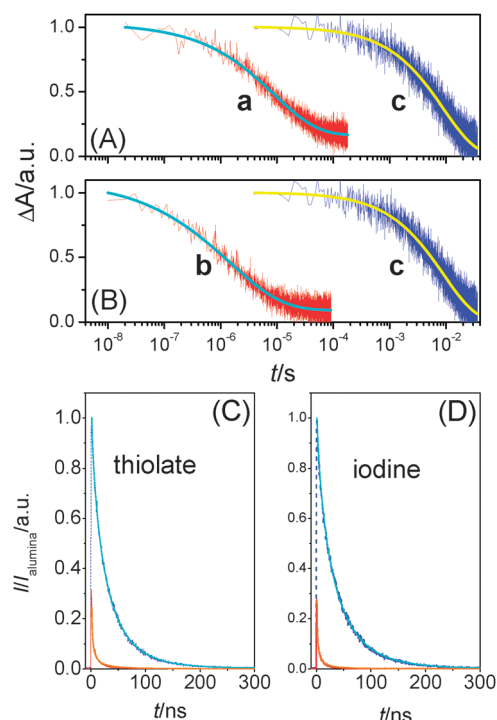 1.0
0.5
0.0
a
c
(A)
1.0
0.5
0.0
b
c
(B)
ΔA/a.u.
10⁻⁸ 10⁻⁷ 10⁻⁶ 10⁻⁵ 10⁻⁴ 10⁻³ 10⁻²
t/s
(C)
thiolate
1.0
0.8
0.6
0.4
0.2
0.0
I/I_alumina/a.u.
0 100 200 300
t/ns
(D)
iodine
1.0
0.8
0.6
0.4
0.2
0.0
0 100 200 300
t/ns